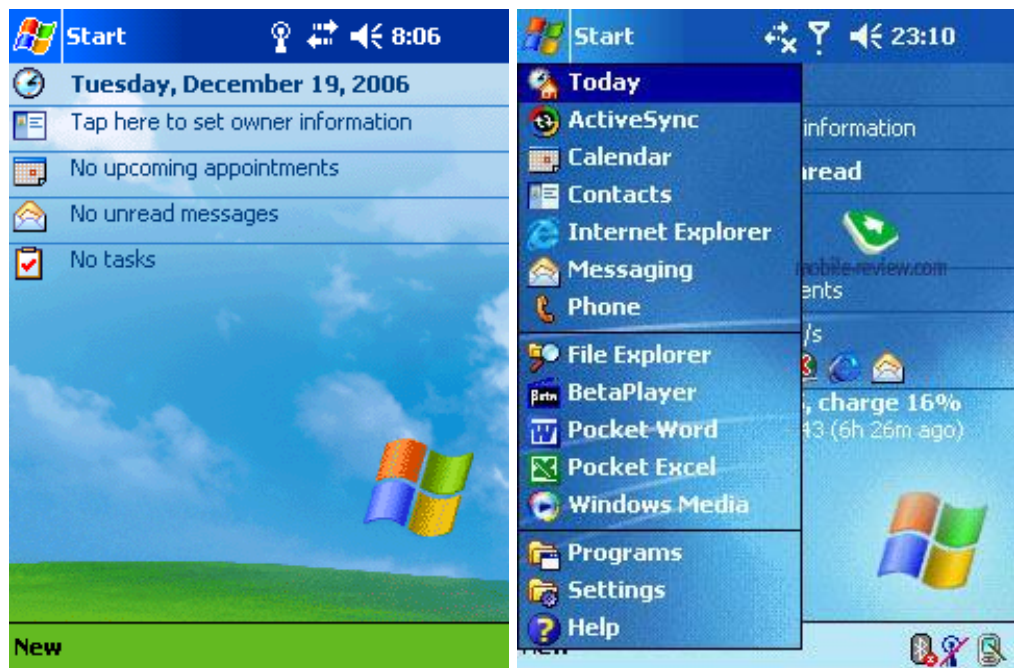 Start 8:06
Tuesday, December 19, 2006
Tap here to set owner information
No upcoming appointments
No unread messages
No tasks
New
Start 23:10
Today
ActiveSync
Calendar
Contacts
Internet Explorer
Messaging
Phone
File Explorer
BetaPlayer
Pocket Word
Pocket Excel
Windows Media
Programs
Settings
Help
information
mobile-review.com
, charge 16%
43 (6h 26m ago)